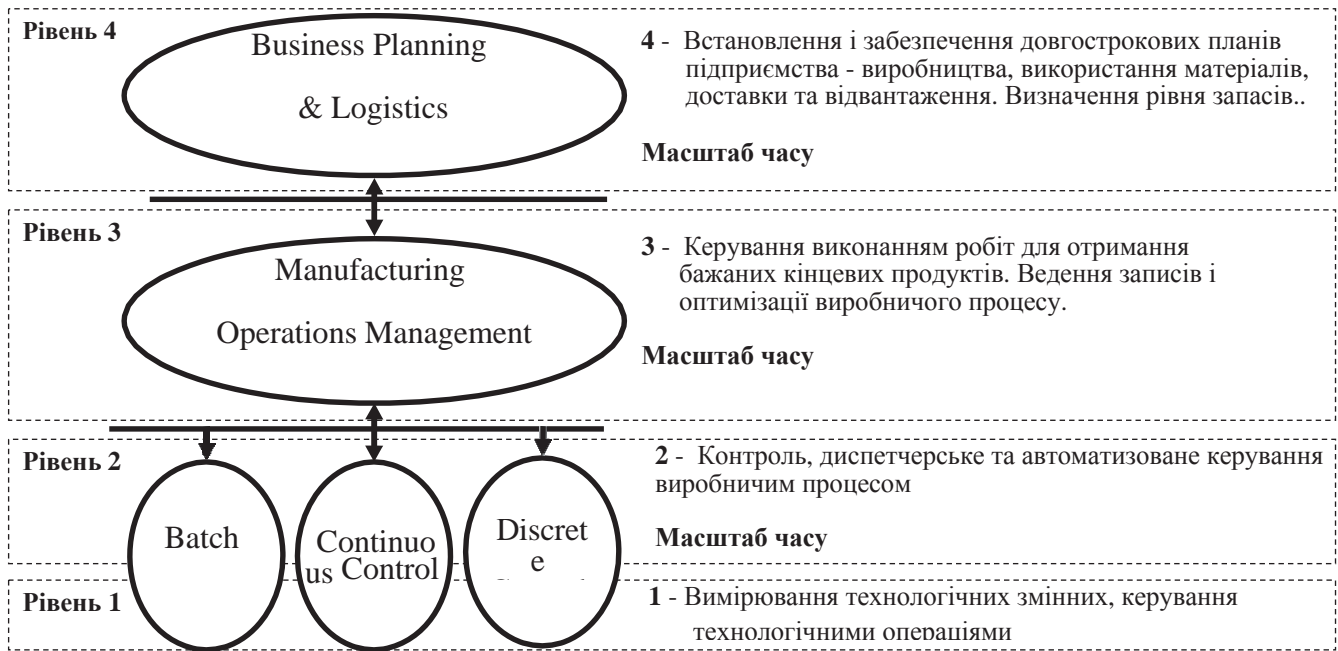 Рівень 4
Business Planning
& Logistics
4 - Встановлення і забезпечення довгострокових планів
підприємства - виробництва, використання матеріалів,
доставки та відвантаження. Визначення рівня запасів..
Масштаб часу
Рівень 3
Manufacturing
Operations Management
3 - Керування виконанням робіт для отримання
бажаних кінцевих продуктів. Ведення записів і
оптимізації виробничого процесу.
Масштаб часу
Рівень 2
Batch
Continuo
us Control
Discret
e
2 - Контроль, диспетчерське та автоматизоване керування
виробничим процесом
Масштаб часу
Рівень 1
1 - Вимірювання технологічних змінних, керування
технологічними операціями